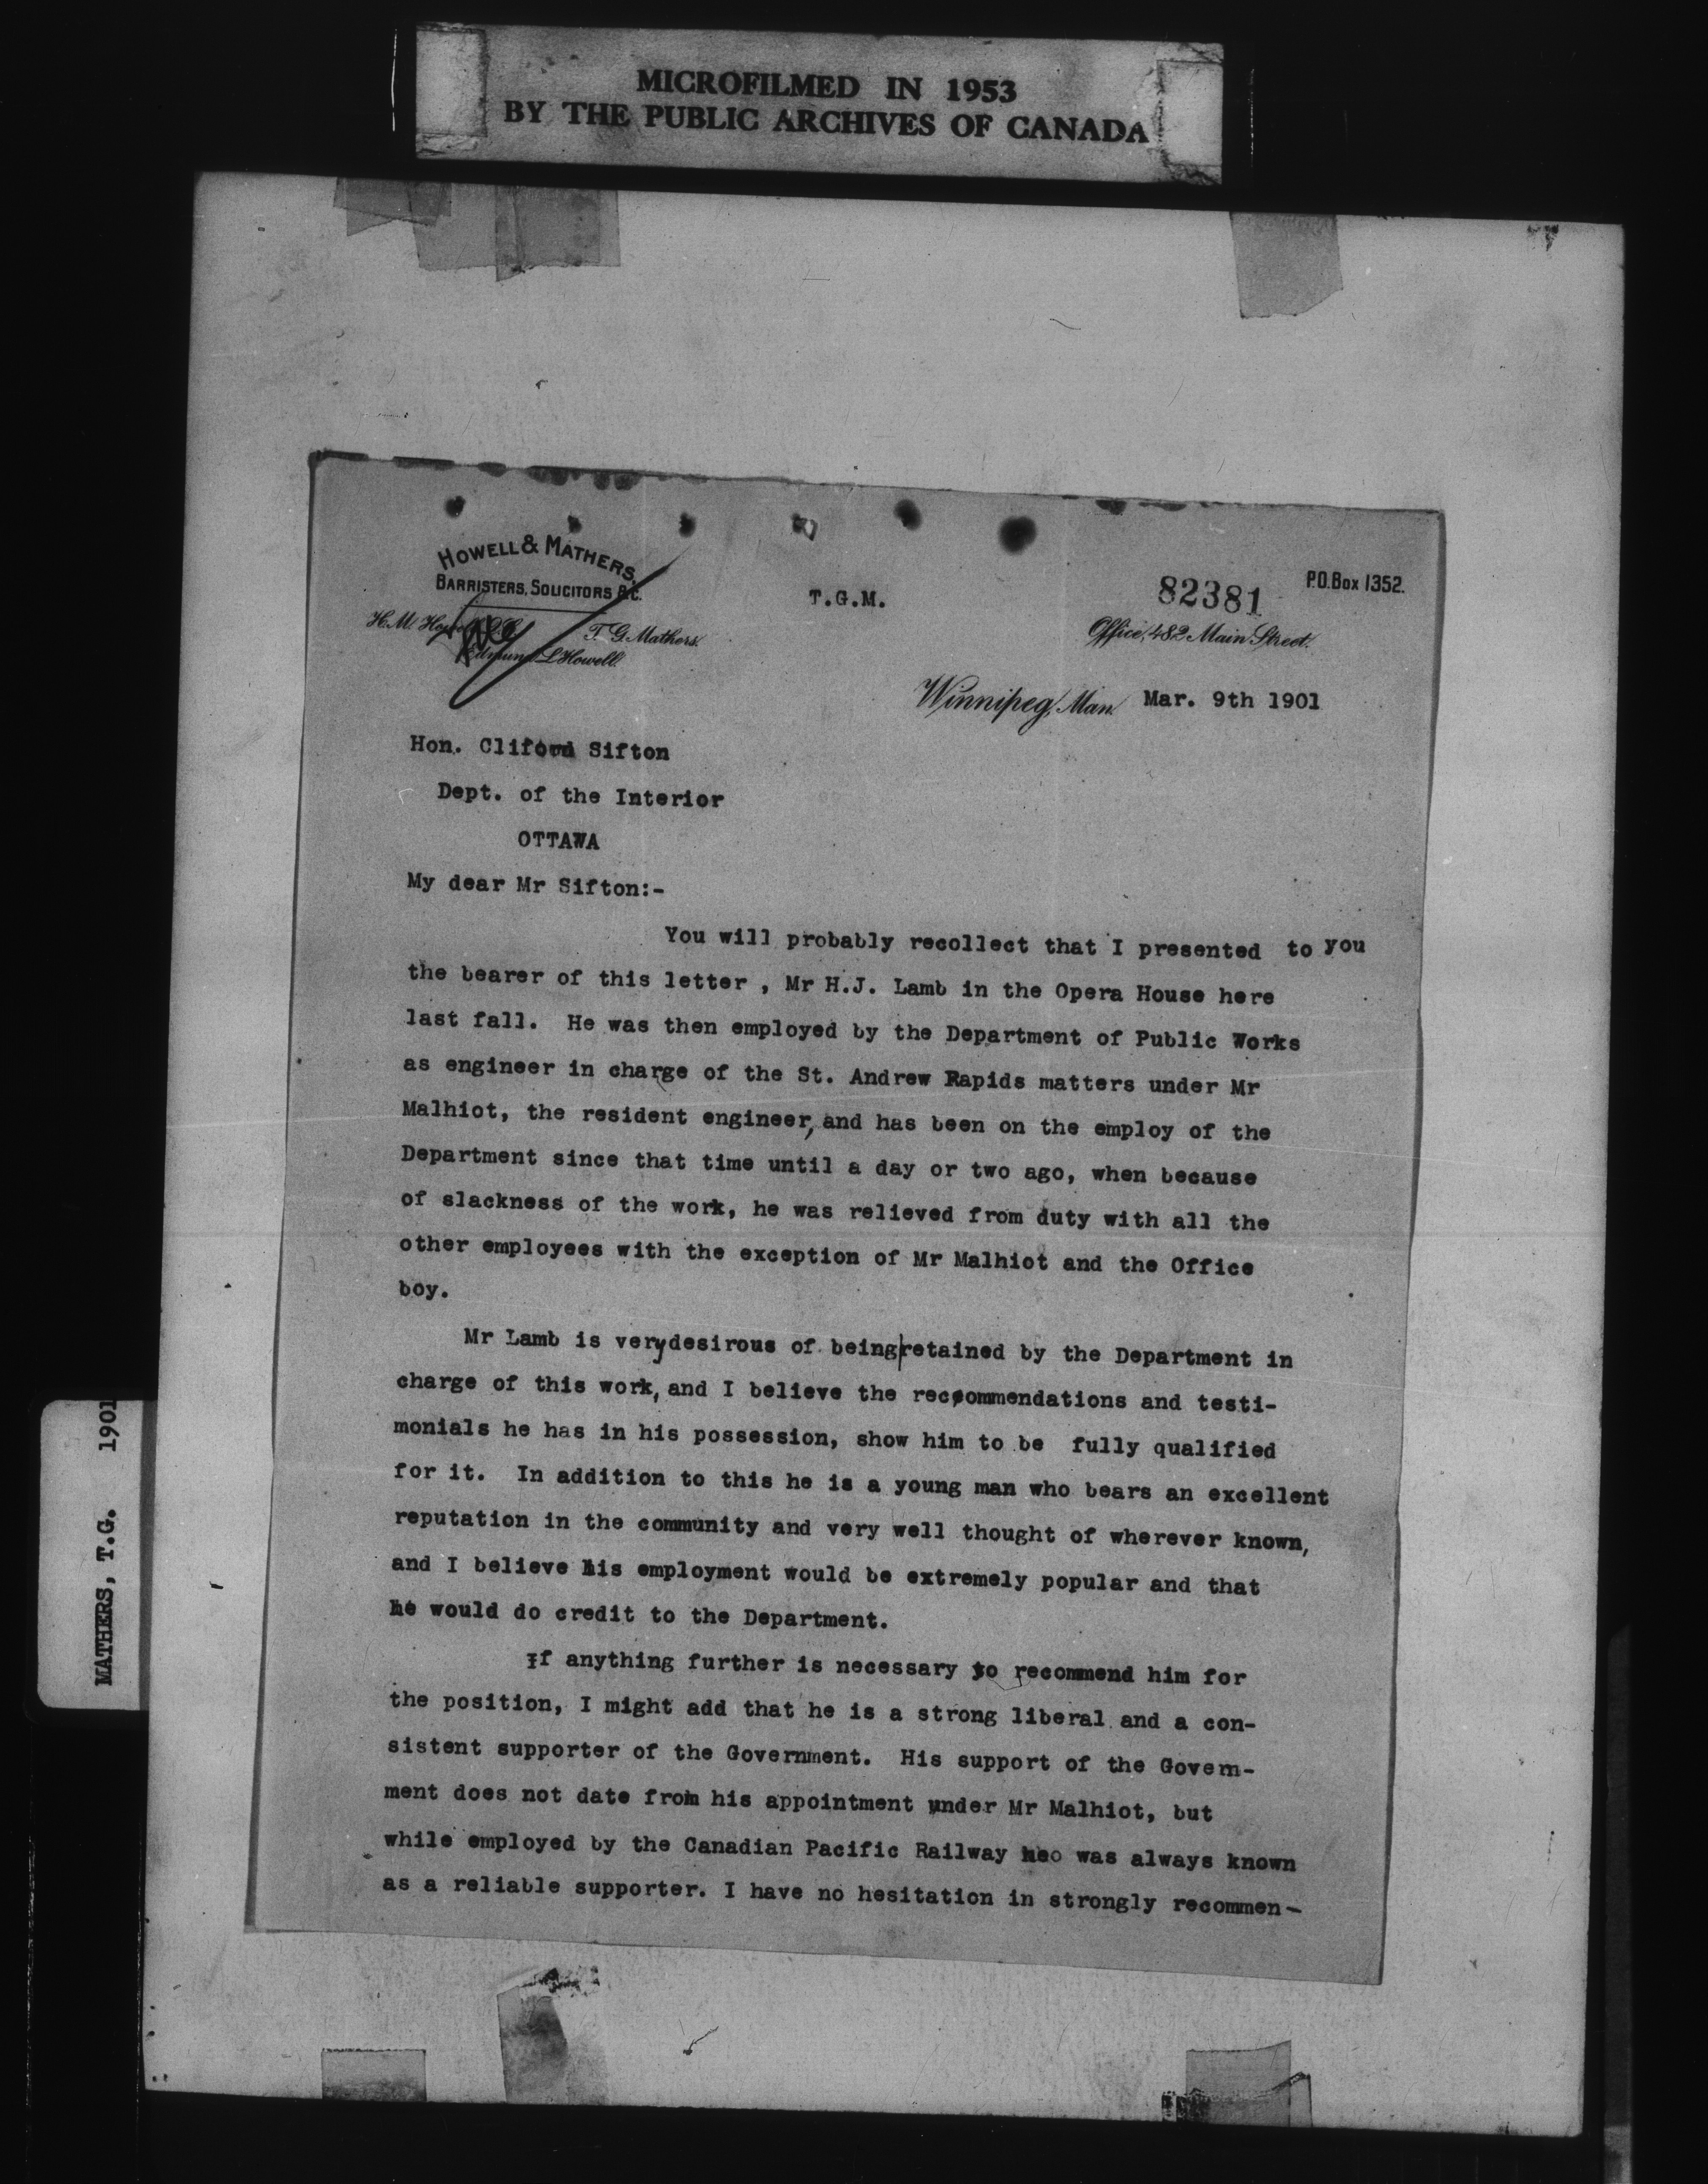 MICROFILMED IN 1953
BY THE PUBLIC ARCHIVES OF CANADA
HOWELL & MATHERS,
BARRISTERS, SOLICITORS &C.
H.M. Howell T. G. Mathers.
Edmund L. Howell.
T.G.M.
82381
P.O. Box 1352.
Office, 482 Main Street.
Winnipeg, Man. Mar. 9th 1901
Hon. Cliford Sifton
Dept. of the Interior
OTTAWA
My dear Mr Sifton:-
You will probably recollect that I presented to you
the bearer of this letter , Mr H.J. Lamb in the Opera House here
last fall. He was then employed by the Department of Public Works
as engineer in charge of the St. Andrew Rapids matters under Mr
Malhiot, the resident engineer, and has been on the employ of the
Department since that time until a day or two ago, when because
of slackness of the work, he was relieved from duty with all the
other employees with the exception of Mr Malhiot and the Office
boy.
Mr Lamb is very desirous of being retained by the Department in
charge of this work, and I believe the reccommendations and testi-
monials he has in his possession, show him to be fully qualified
for it. In addition to this he is a young man who bears an excellent
reputation in the community and very well thought of wherever known,
and I believe his employment would be extremely popular and that
he would do credit to the Department.
If anything further is necessary to recommend him for
the position, I might add that he is a strong liberal and a con-
sistent supporter of the Government. His support of the Govern-
ment does not date from his appointment under Mr Malhiot, but
while employed by the Canadian Pacific Railway he was always known
as a reliable supporter. I have no hesitation in strongly recommen-
MATHERS, T.G. 1901